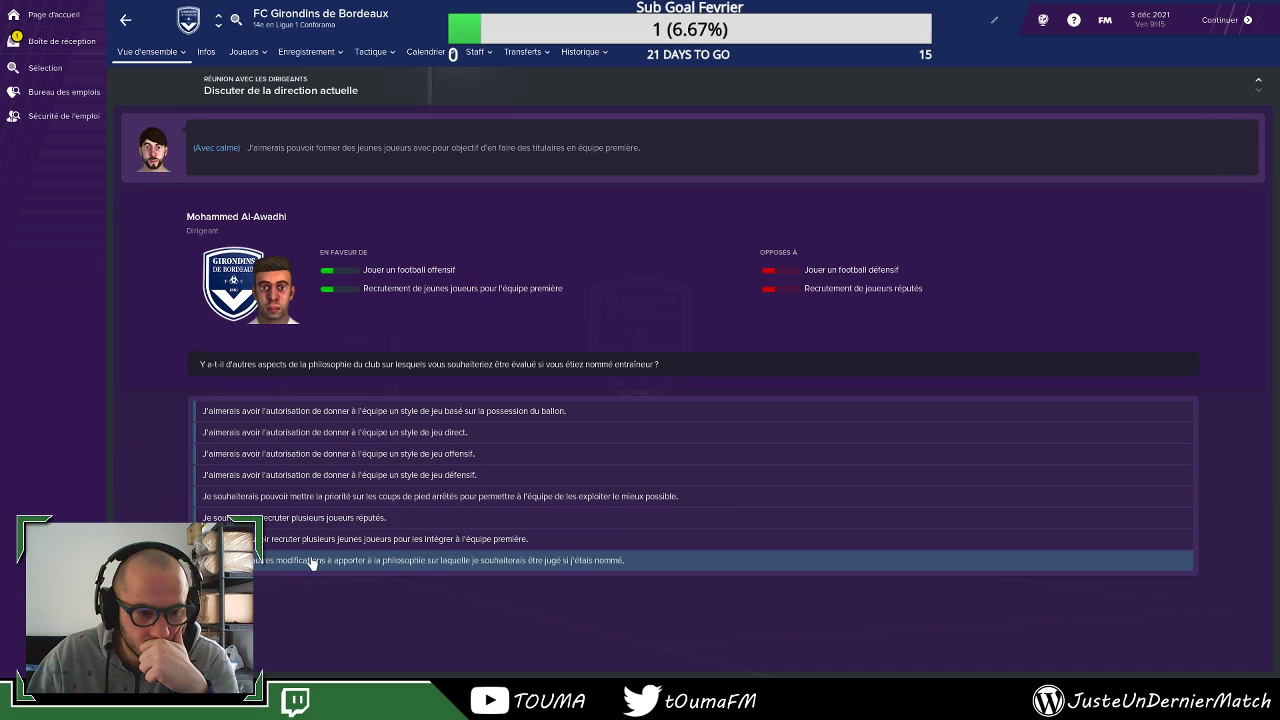 Sub Goal Fevrier
1 (6.67%)
0
21 DAYS TO GO
15
FC Girondins de Bordeaux
14e en Ligue 1 Conforama
FM
3 déc 2021
Ven 9h15
Continuer
Vue d'ensemble
Infos
Joueurs
Enregistrement
Tactique
Calendrier
Staff
Transferts
Historique
Page d'accueil
1
Boîte de réception
Sélection
Bureau des emplois
Sécurité de l'emploi
RÉUNION AVEC LES DIRIGEANTS
Discuter de la direction actuelle
(Avec calme) J'aimerais pouvoir former des jeunes joueurs avec pour objectif d'en faire des titulaires en équipe première.
Mohammed Al-Awadhi
Dirigeant
GIRONDINS
DE BORDEAUX
EN FAVEUR DE
Jouer un football offensif
Recrutement de jeunes joueurs pour l'équipe première
OPPOSÉS À
Jouer un football défensif
Recrutement de joueurs réputés
Y a-t-il d'autres aspects de la philosophie du club sur lesquels vous souhaiteriez être évalué si vous étiez nommé entraîneur ?
J'aimerais avoir l'autorisation de donner à l'équipe un style de jeu basé sur la possession du ballon.
J'aimerais avoir l'autorisation de donner à l'équipe un style de jeu direct.
J'aimerais avoir l'autorisation de donner à l'équipe un style de jeu offensif.
J'aimerais avoir l'autorisation de donner à l'équipe un style de jeu défensif.
Je souhaiterais pouvoir mettre la priorité sur les coups de pied arrêtés pour permettre à l'équipe de les exploiter le mieux possible.
Je recruter plusieurs joueurs réputés.
recruter plusieurs jeunes joueurs pour les intégrer à l'équipe première.
modifications à apporter à la philosophie sur laquelle je souhaiterais être jugé si j'étais nommé.
TOUMA
tOumaFM
JusteUnDernierMatch